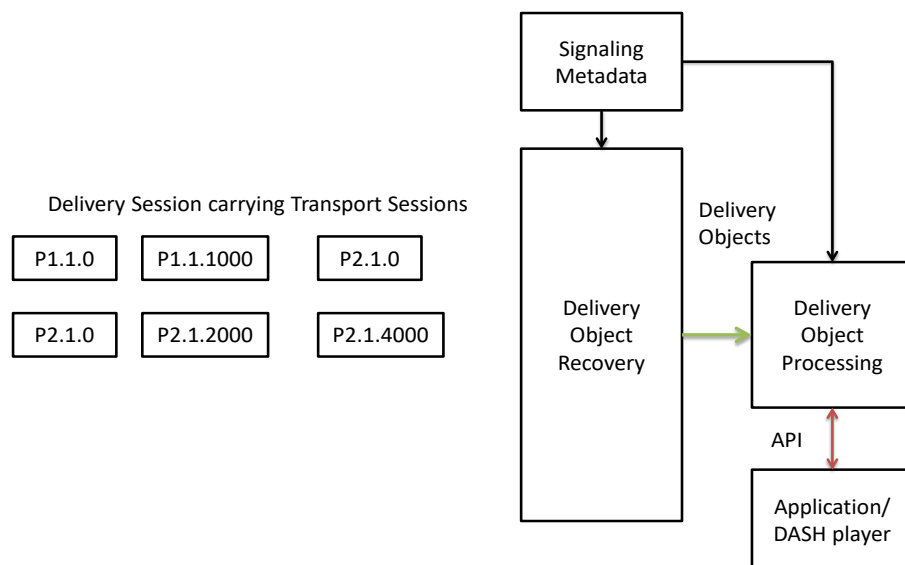 Signaling
Metadata
Delivery Session carrying Transport Sessions
P1.1.0
P1.1.1000
P2.1.0
P2.1.0
P2.1.2000
P2.1.4000
Delivery
Objects
Delivery
Object
Recovery
Delivery
Object
Processing
API
Application/
DASH player